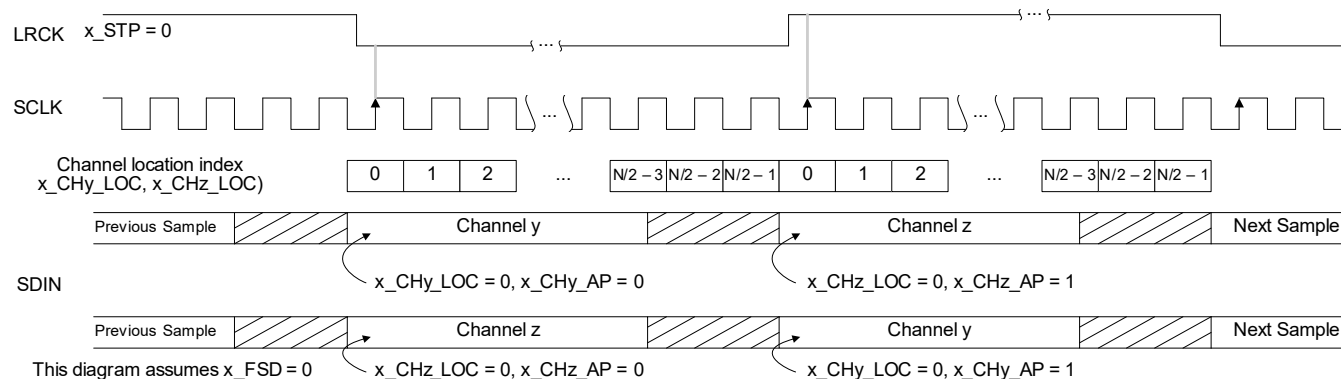 LRCK x_STP = 0 ... ...
SCLK ... ...
Channel location index
x_CHy_LOC, x_CHz_LOC)
0 1 2 ... N/2 – 3 N/2 – 2 N/2 – 1 0 1 2 ... N/2 – 3 N/2 – 2 N/2 – 1
Previous Sample Channel y Channel z Next Sample
x_CHy_LOC = 0, x_CHy_AP = 0 x_CHz_LOC = 0, x_CHz_AP = 1
SDIN
Previous Sample Channel z Channel y Next Sample
This diagram assumes x_FSD = 0 x_CHz_LOC = 0, x_CHz_AP = 0 x_CHy_LOC = 0, x_CHy_AP = 1